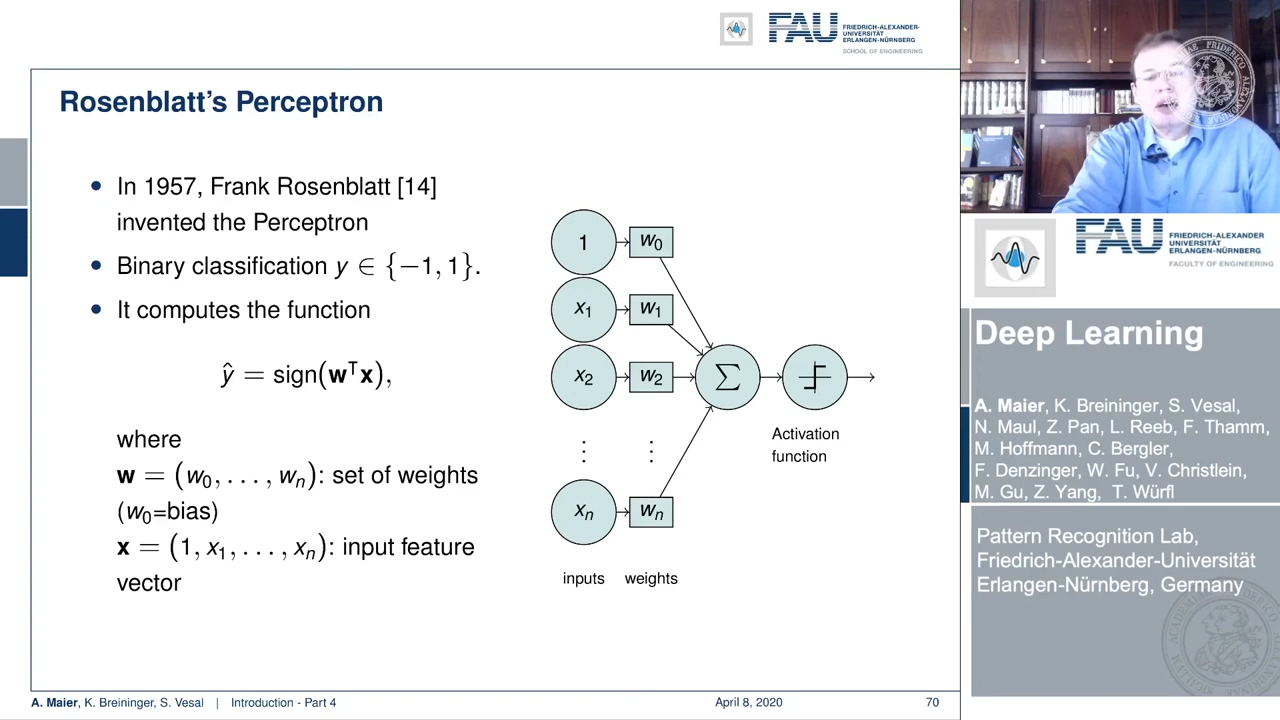 FAU
FRIEDRICH-ALEXANDER-
UNIVERSITÄT
ERLANGEN-NÜRNBERG
SCHOOL OF ENGINEERING
Rosenblatt's Perceptron
• In 1957, Frank Rosenblatt [14]
invented the Perceptron
• Binary classification y ∈ {−1, 1}.
• It computes the function
ŷ = sign(wᵀx),
where
w = (w₀, . . . , wₙ): set of weights
(w₀=bias)
x = (1, x₁, . . . , xₙ): input feature
vector
1 w₀
x₁ w₁
x₂ w₂ ∑
⋮ ⋮
xₙ wₙ
Activation
function
inputs weights
A. Maier, K. Breininger, S. Vesal | Introduction - Part 4 April 8, 2020 70
FAU
FRIEDRICH-ALEXANDER
UNIVERSITÄT
ERLANGEN-NÜRNBERG
FACULTY OF ENGINEERING
Deep Learning
A. Maier, K. Breininger, S. Vesal,
N. Maul, Z. Pan, L. Reeb, F. Thamm,
M. Hoffmann, C. Bergler,
F. Denzinger, W. Fu, V. Christlein,
M. Gu, Z. Yang, T. Würfl
Pattern Recognition Lab,
Friedrich-Alexander-Universität
Erlangen-Nürnberg, Germany